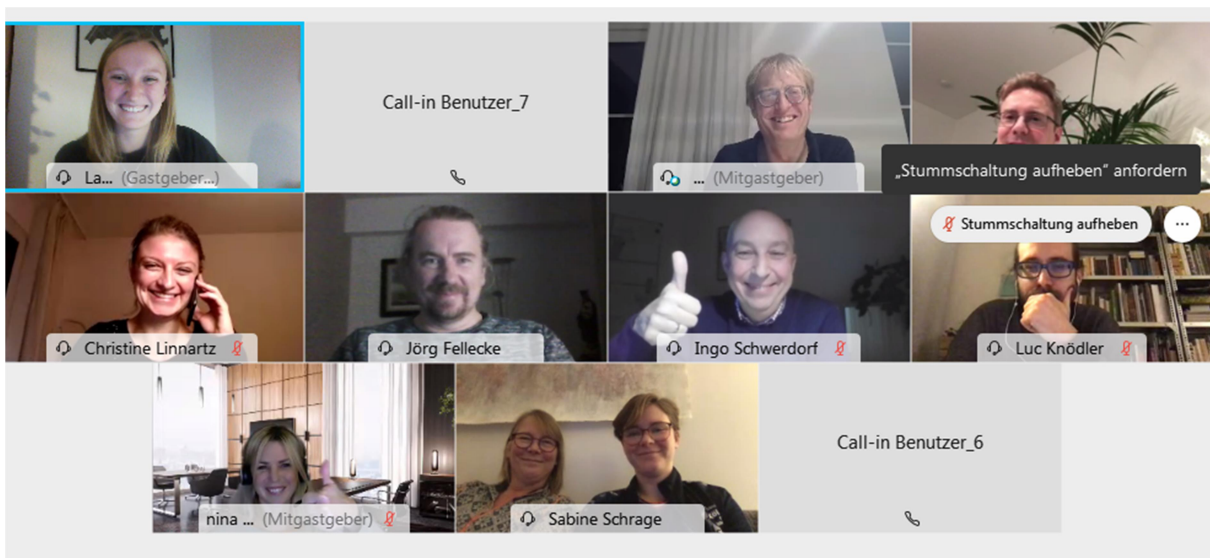 La... (Gastgeber...)
Call-in Benutzer_7
... (Mitgastgeber)
„Stummschaltung aufheben“ anfordern
Stummschaltung aufheben
...
Christine Linnartz
Jörg Fellecke
Ingo Schwerdorf
Luc Knödler
nina ... (Mitgastgeber)
Sabine Schrage
Call-in Benutzer_6